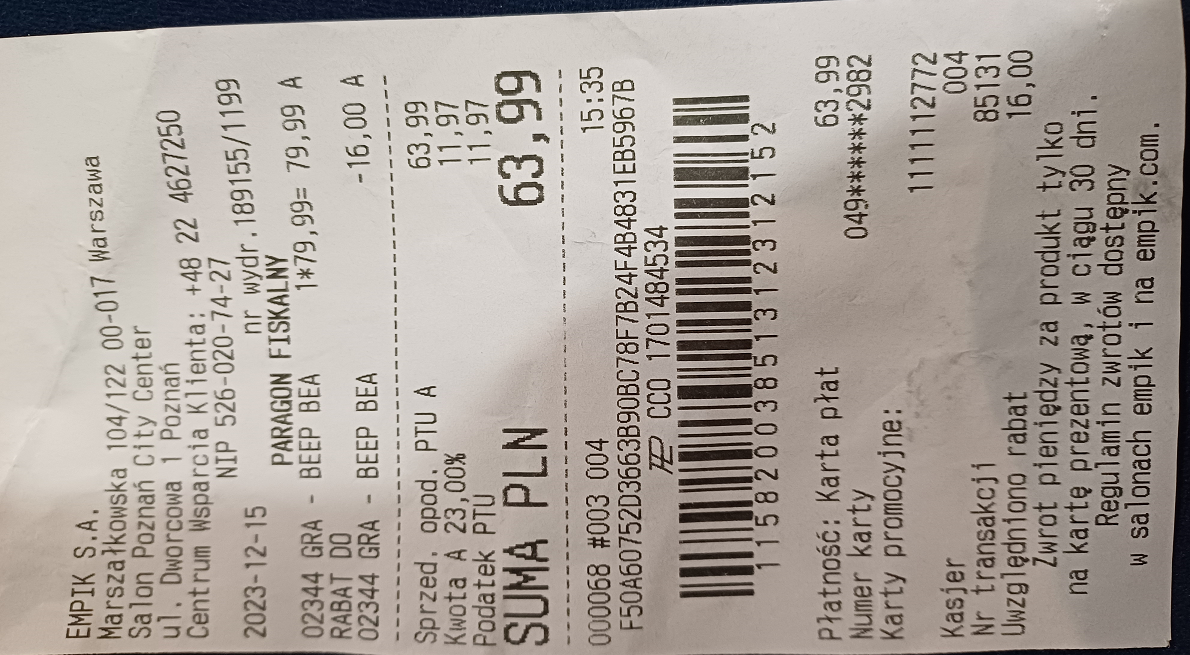 EMPIK S.A.
Marszałkowska 104/122 00-017 Warszawa
Salon Poznań City Center
ul. Dworcowa 1 Poznań
Centrum Wsparcia Klienta: +48 22 4627250
NIP 526-020-74-27
2023-12-15 nr wydr.189155/1199
PARAGON FISKALNY
02344 GRA - BEEP BEA 1*79,99= 79,99 A
RABAT DO
02344 GRA - BEEP BEA -16,00 A
Sprzed. opod. PTU A 63,99
Kwota A 23,00% 11,97
Podatek PTU 11,97
SUMA PLN 63,99
000068 #003 004 15:35
F50A60752D3663B90BC78F7B24F4B4831EB5967B
CCO 1701484534
1158200385131231231 2152
Płatność: Karta płat 63,99
Numer karty 049*******2982
Karty promocyjne:
1111112772
Kasjer 004
Nr transakcji 85131
Uwzględniono rabat 16,00
Zwrot pieniędzy za produkt tylko
na kartę prezentową, w ciągu 30 dni.
Regulamin zwrotów dostępny
w salonach empik i na empik.com.